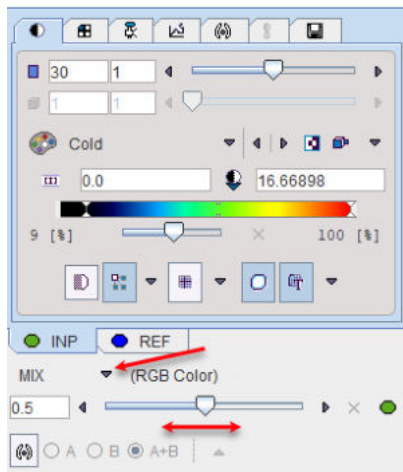 30 1
1 1
Cold
0.0 16.66898
9 [%] 100 [%]
INP REF
MIX (RGB Color)
0.5
A B A+B